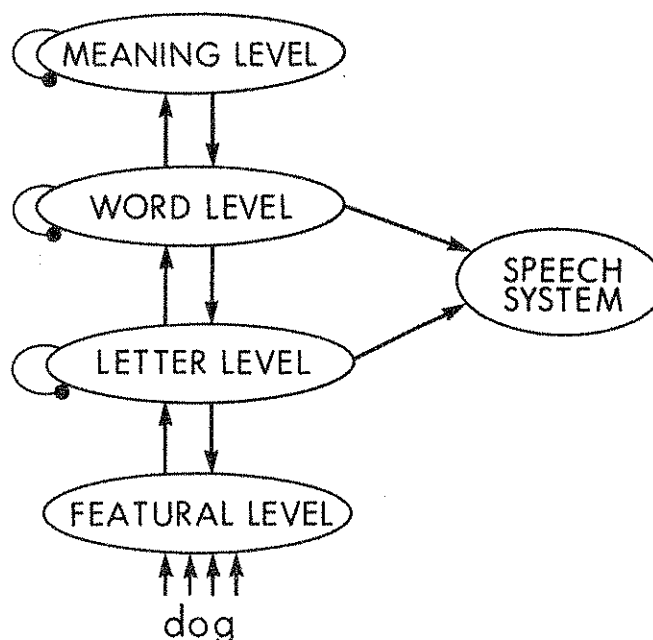 MEANING LEVEL
WORD LEVEL
SPEECH
SYSTEM
LETTER LEVEL
FEATURAL LEVEL
dog